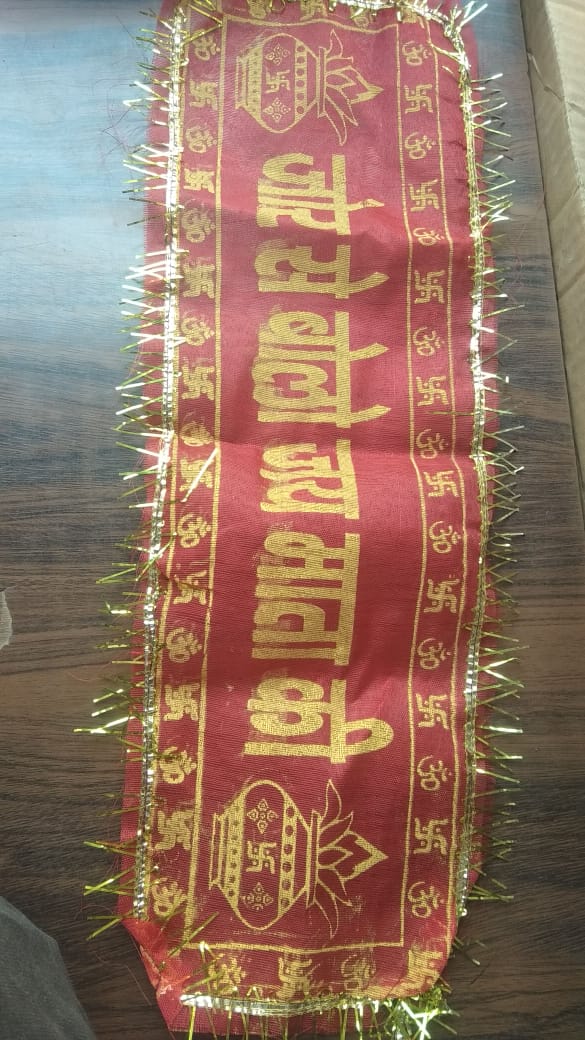 जोर से बोलो जय माता की